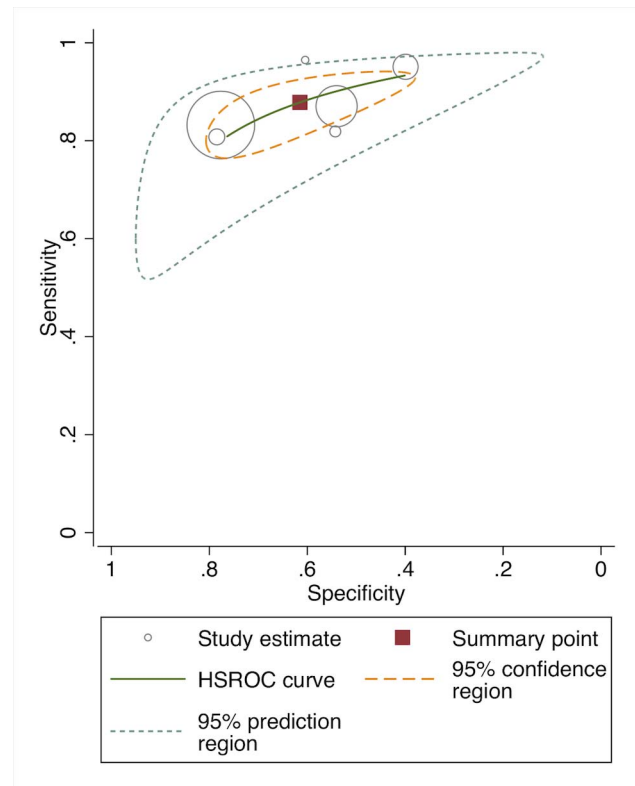 1
.8
.6
.4
.2
0
Sensitivity
1
.8
.6
.4
.2
0
Specificity
Study estimate
Summary point
HSROC curve
95% confidence
region
95% prediction
region